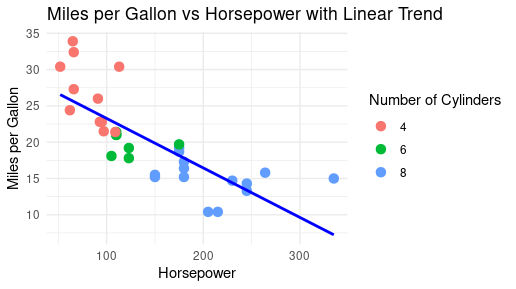 Miles per Gallon vs Horsepower with Linear Trend
35
30
25
20
15
10
Miles per Gallon
100 200 300
Horsepower
Number of Cylinders
4
6
8